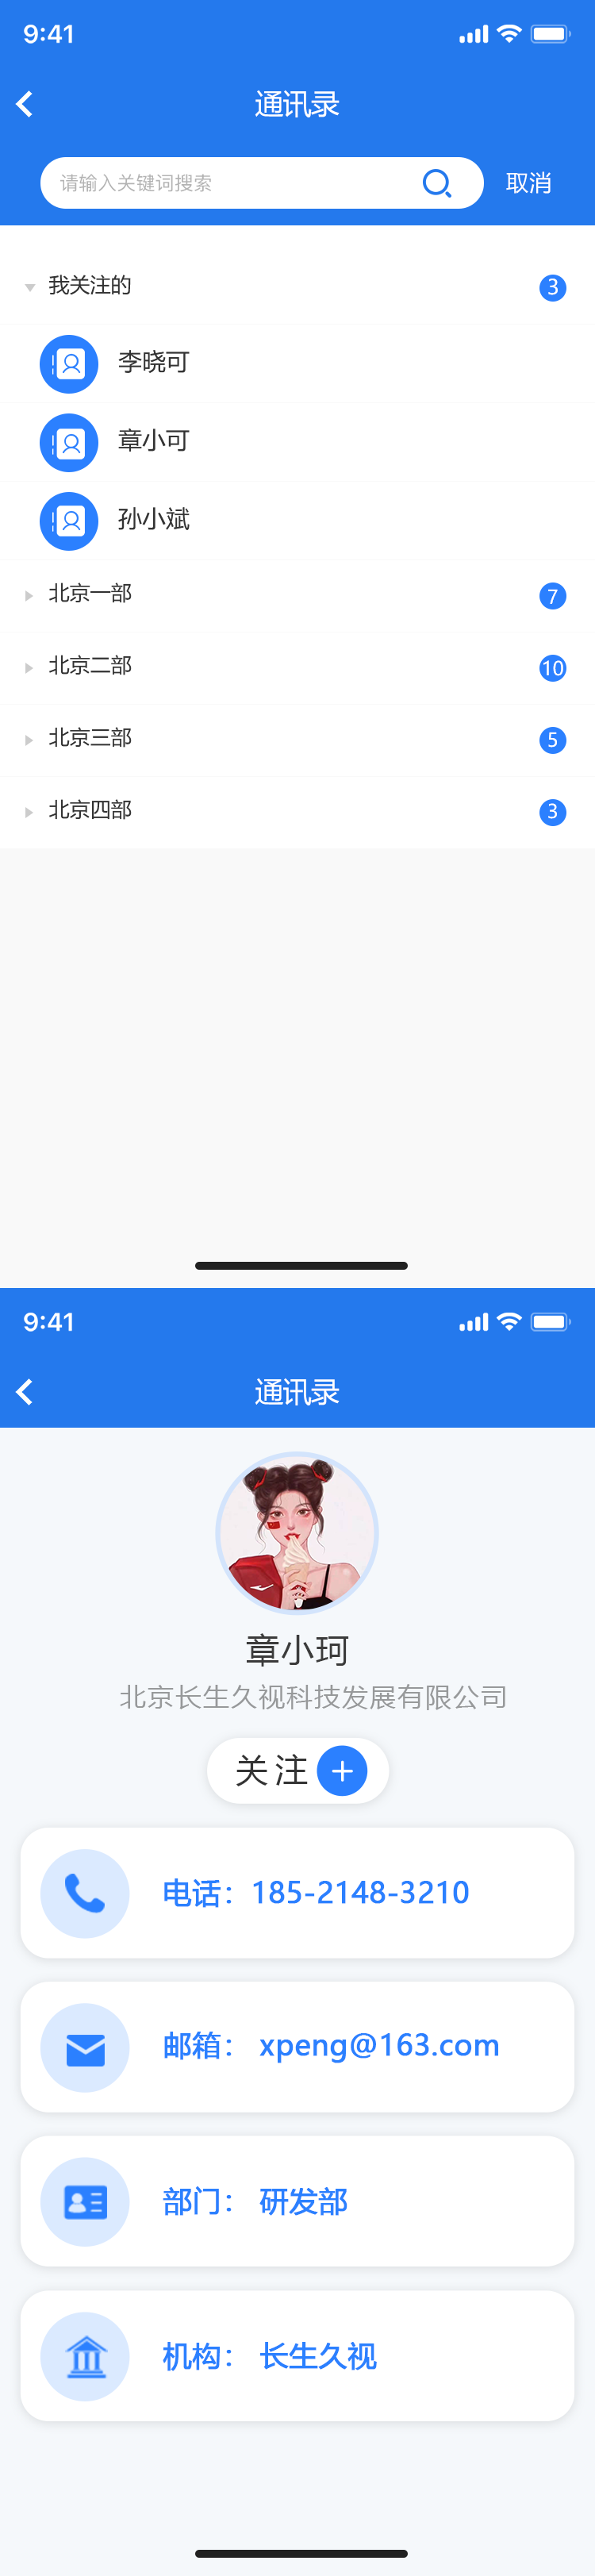 9:41
通讯录
请输入关键词搜索 取消
我关注的 3
李晓可
章小可
孙小斌
北京一部 7
北京二部 10
北京三部 5
北京四部 3
9:41
通讯录
章小珂
北京长生久视科技发展有限公司
关注
电话：185-2148-3210
邮箱： xpeng@163.com
部门： 研发部
机构： 长生久视